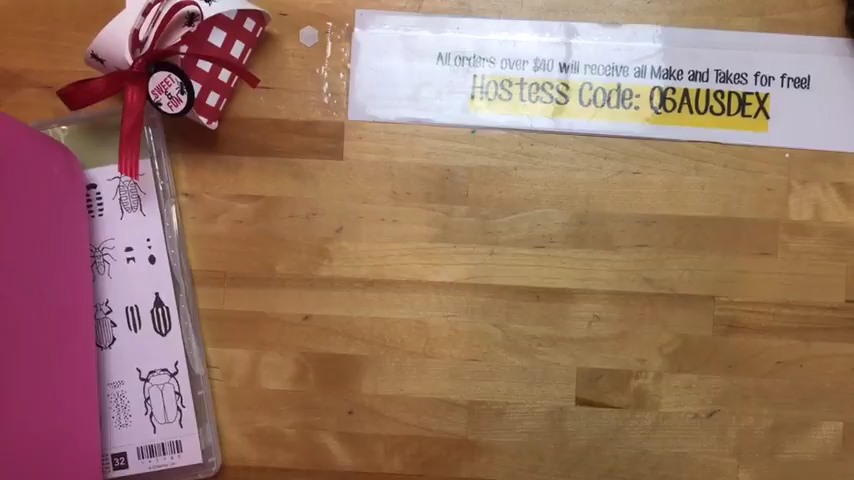 All orders over $40 will receive all Make and Takes for free!
Hostess Code: Q6AUSDEX
SWEET
&
FUN
32